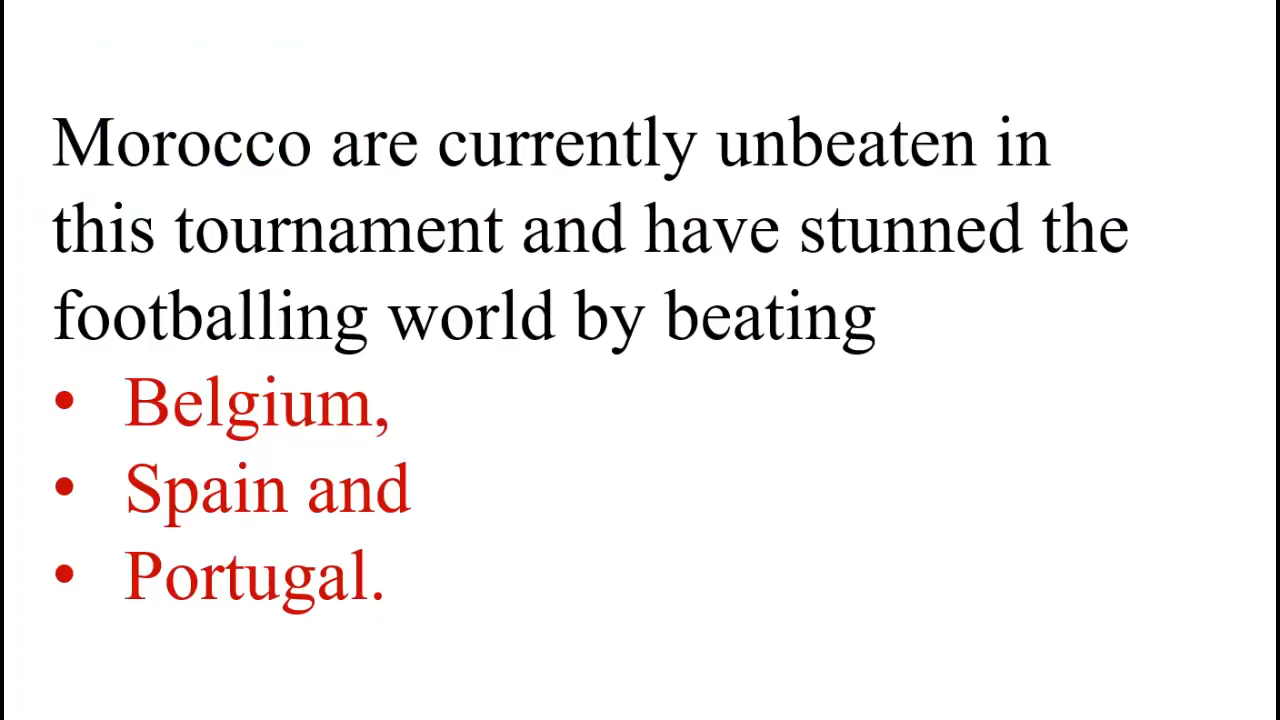 Morocco are currently unbeaten in
this tournament and have stunned the
footballing world by beating
• Belgium,
• Spain and
• Portugal.